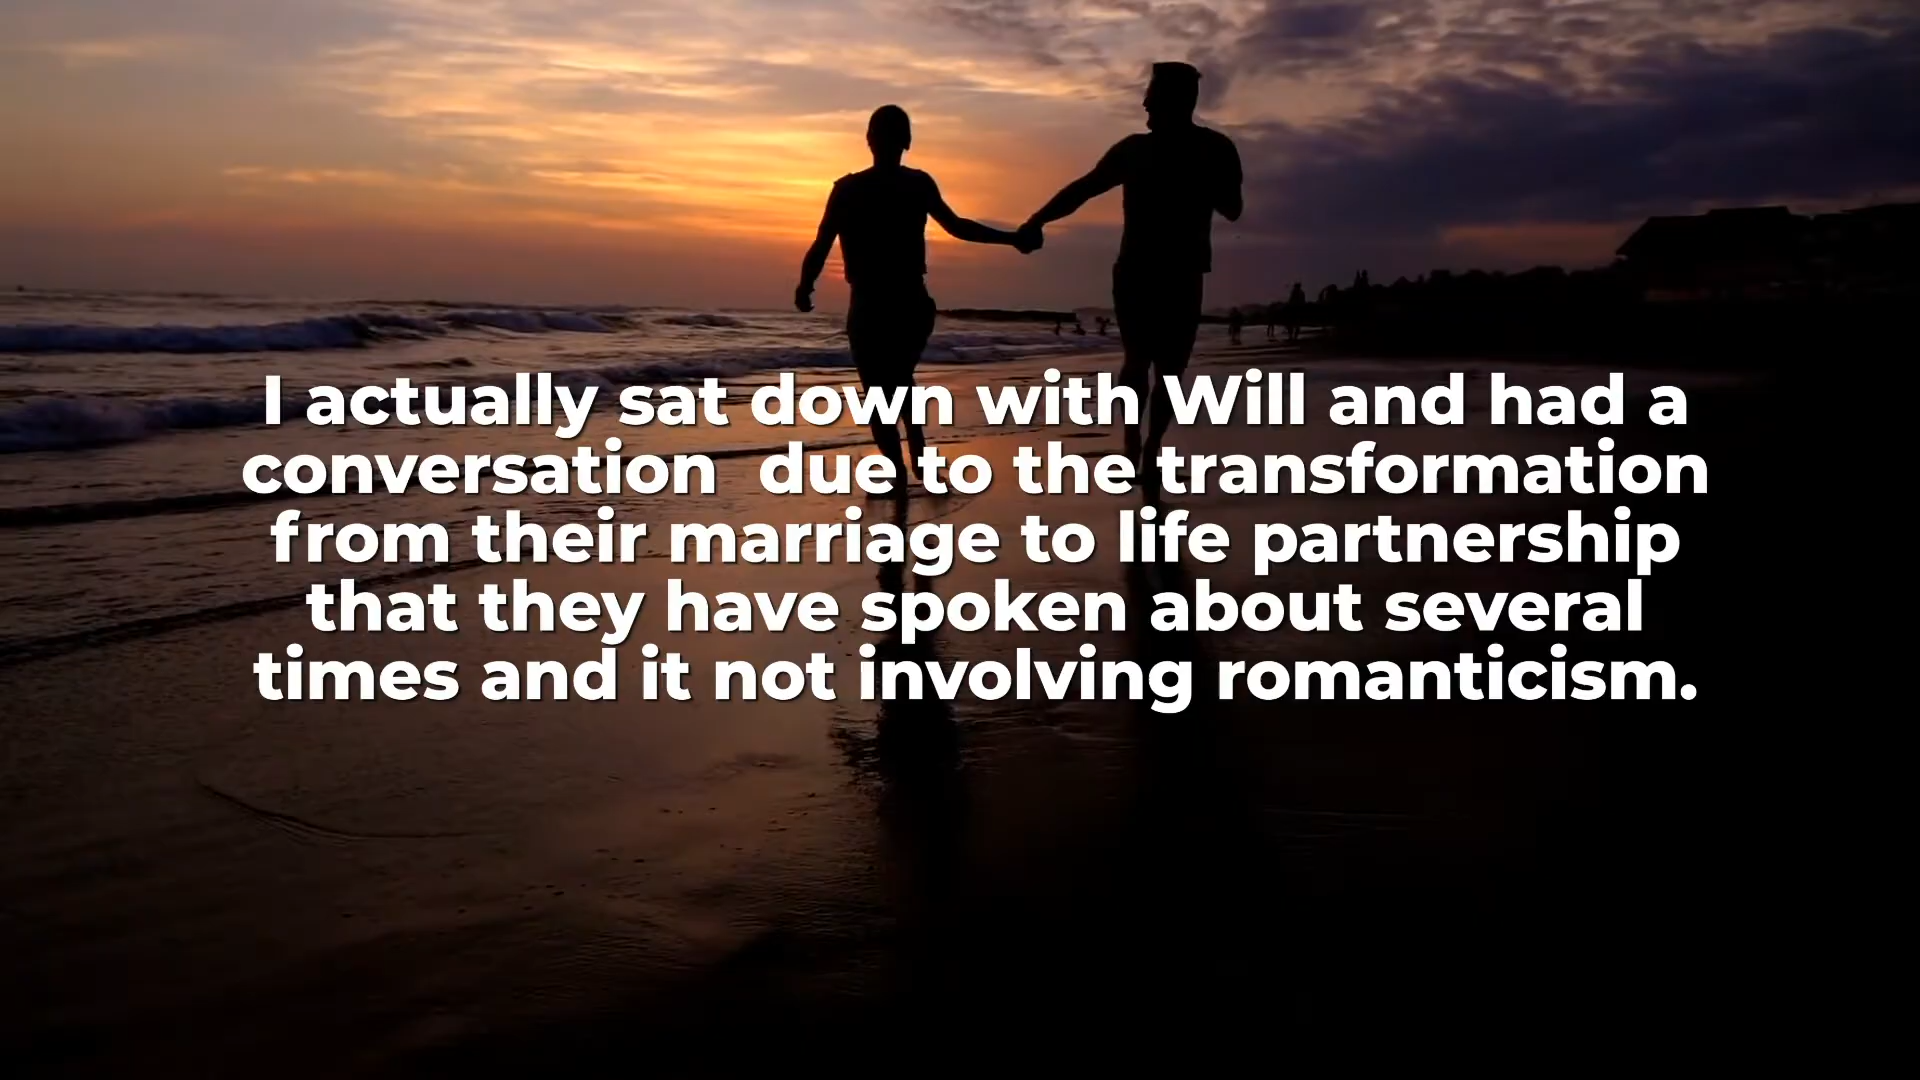 I actually sat down with Will and had a
conversation  due to the transformation
from their marriage to life partnership
that they have spoken about several
times and it not involving romanticism.